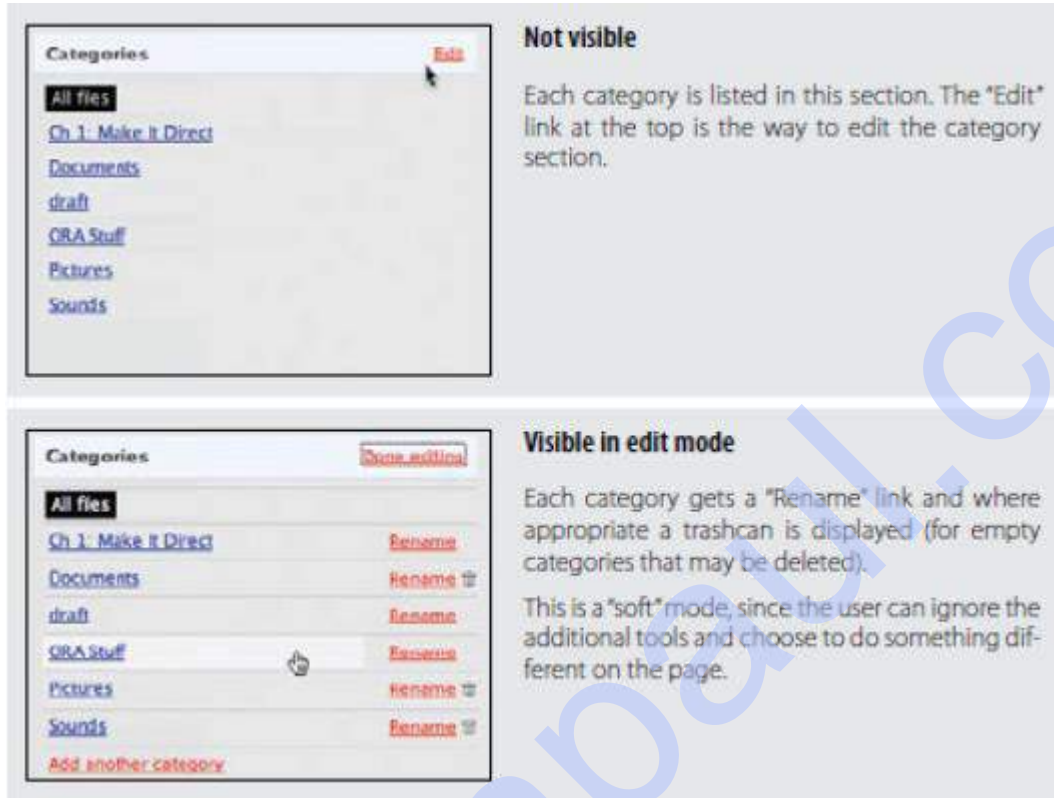 Categories Edit
All files
Ch 1: Make It Direct
Documents
draft
ORA Stuff
Pictures
Sounds
Not visible
Each category is listed in this section. The "Edit"
link at the top is the way to edit the category
section.
Categories Done editing
All files
Ch 1: Make It Direct Rename
Documents Rename
draft Rename
ORA Stuff Rename
Pictures Rename
Sounds Rename
Add another category
Visible in edit mode
Each category gets a "Rename" link and where
appropriate a trashcan is displayed (for empty
categories that may be deleted).
This is a "soft" mode, since the user can ignore the
additional tools and choose to do something dif-
ferent on the page.